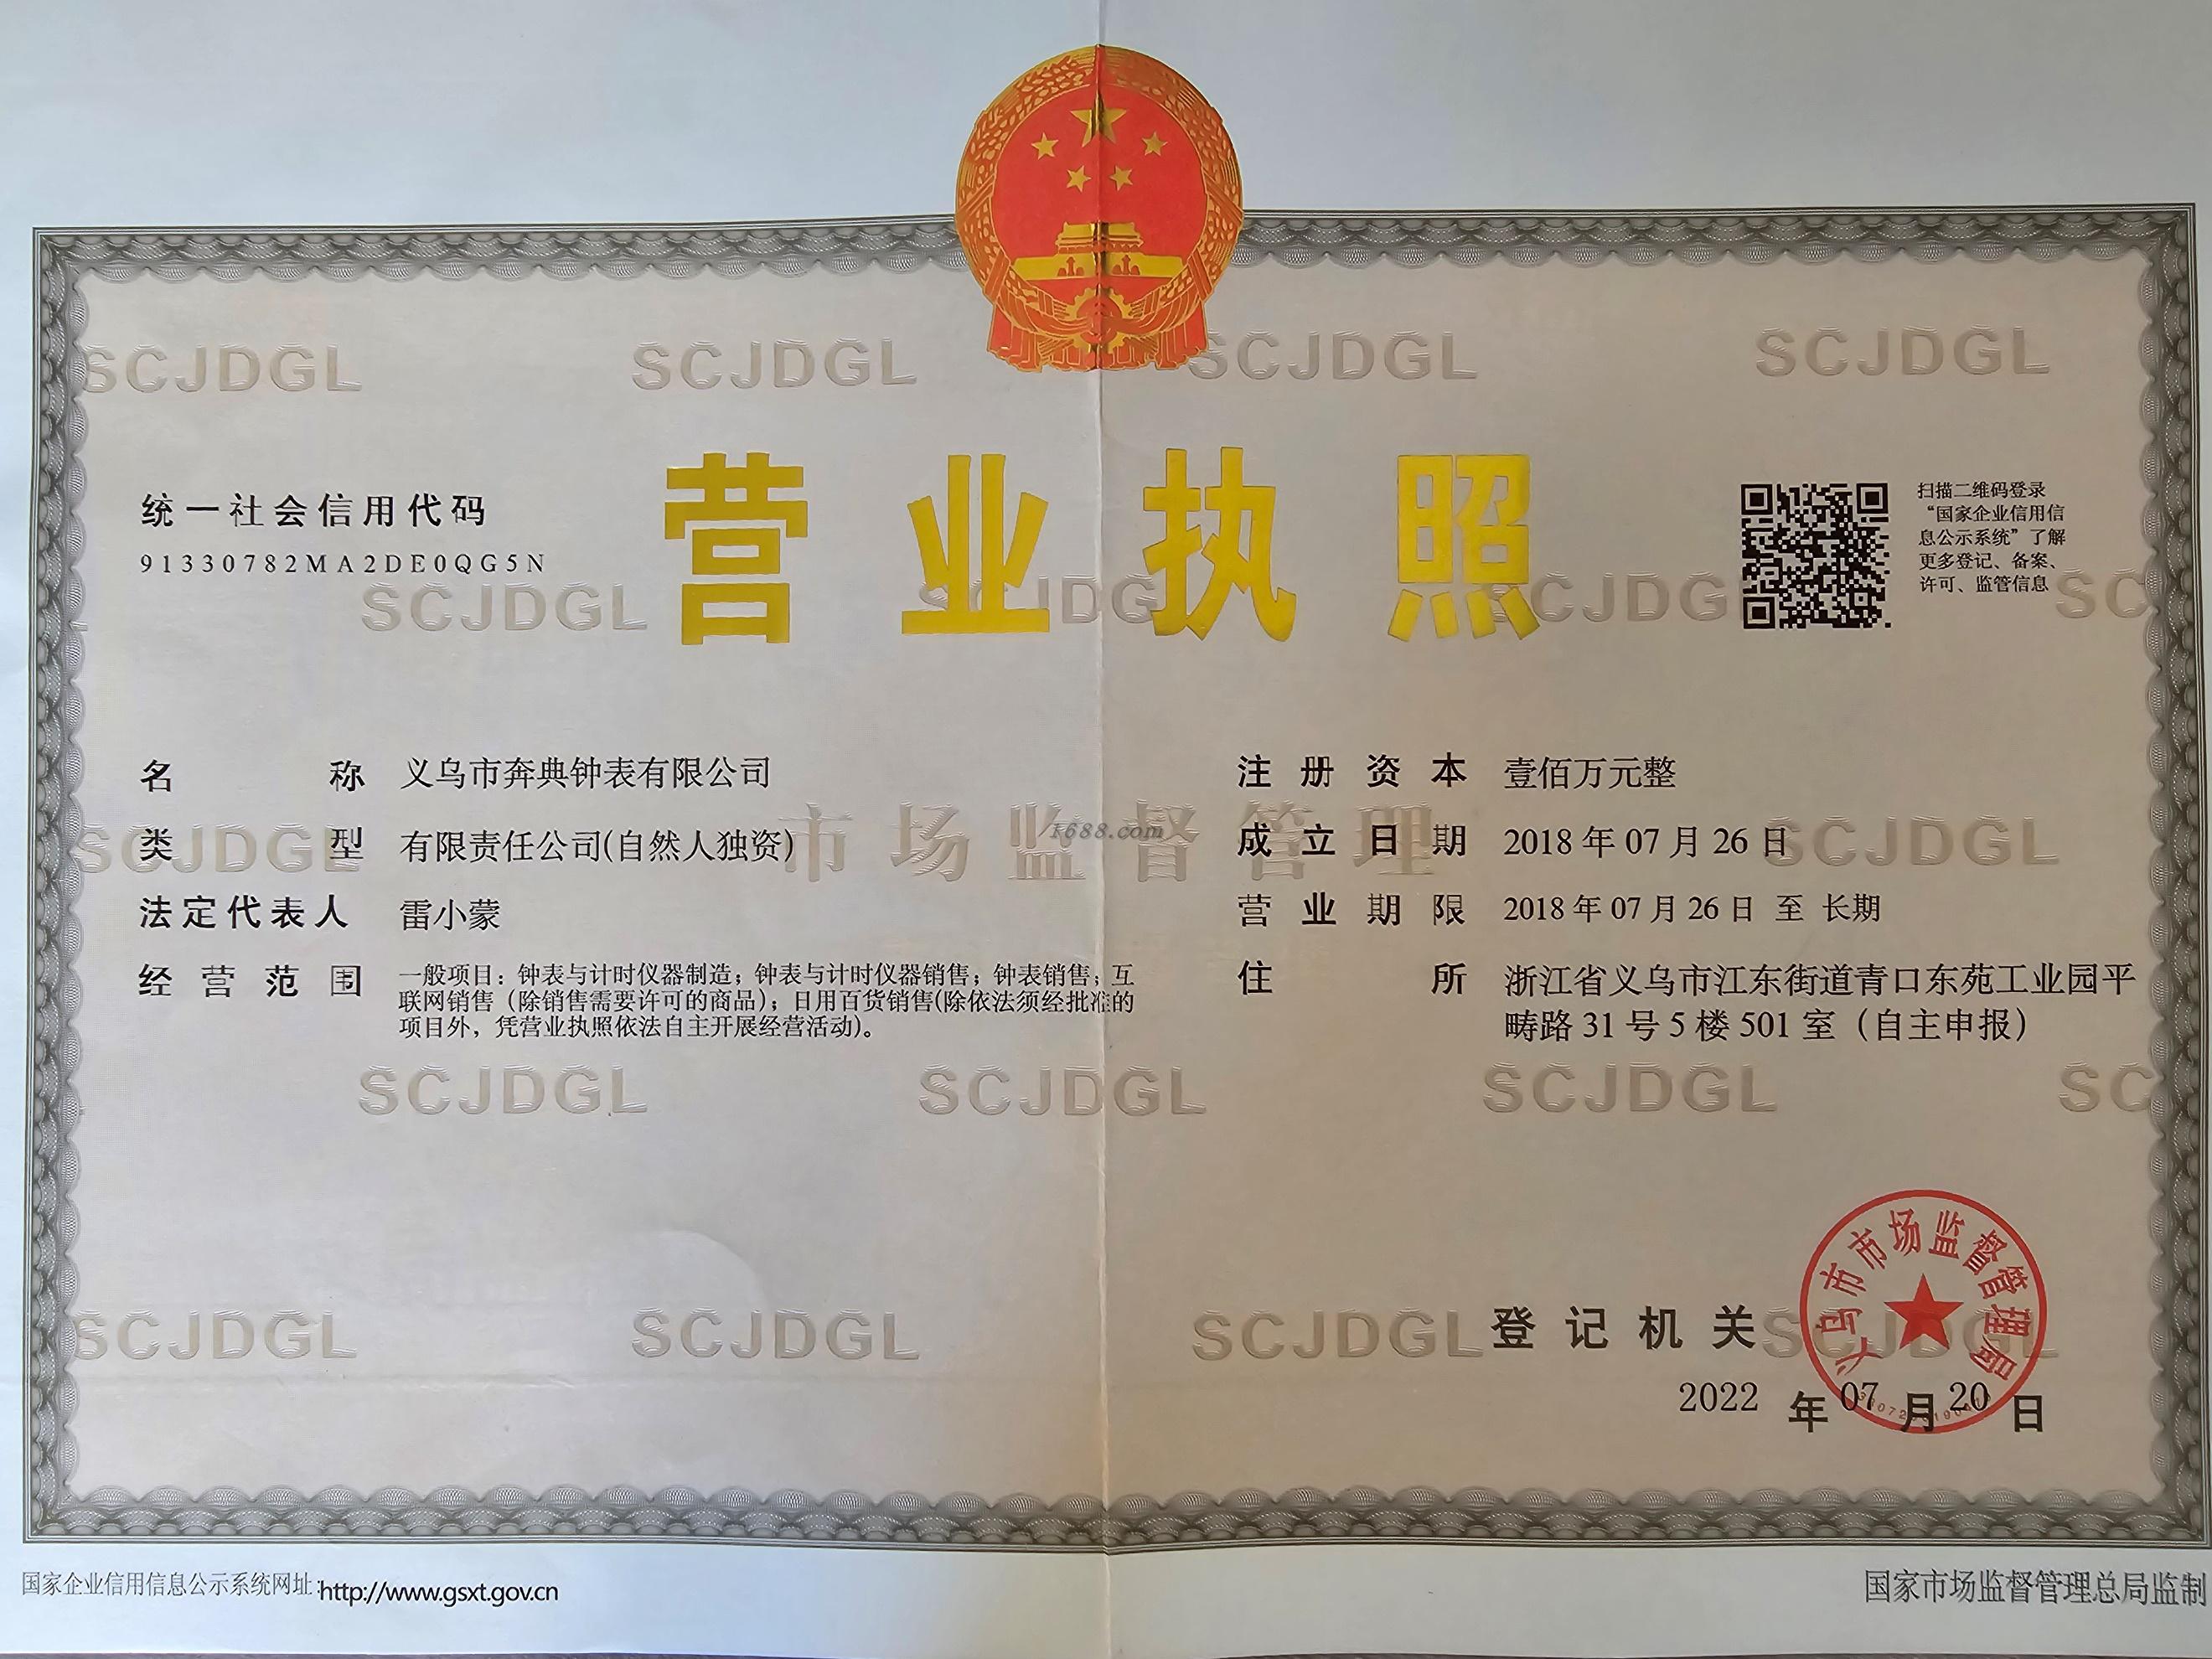 营业执照
统一社会信用代码
91330782MA2DE0QG5N
扫描二维码登录
“国家企业信用信
息公示系统”了解
更多登记、备案、
许可、监管信息
名称 义乌市奔典钟表有限公司
类型 有限责任公司(自然人独资)
法定代表人 雷小蒙
经营范围 一般项目：钟表与计时仪器制造；钟表与计时仪器销售；钟表销售；互
联网销售（除销售需要许可的商品）；日用百货销售(除依法须经批准的
项目外，凭营业执照依法自主开展经营活动)。
注册资本 壹佰万元整
成立日期 2018年07月26日
营业期限 2018年07月26日 至 长期
住所 浙江省义乌市江东街道青口东苑工业园平
畴路31号5楼501室（自主申报）
SCJDGL SCJDGL SCJDGL SCJDGL
市场监督管理
1688.com
登记机关
义乌市市场监督管理局
2022年07月20日
国家企业信用信息公示系统网址:http://www.gsxt.gov.cn
国家市场监督管理总局监制